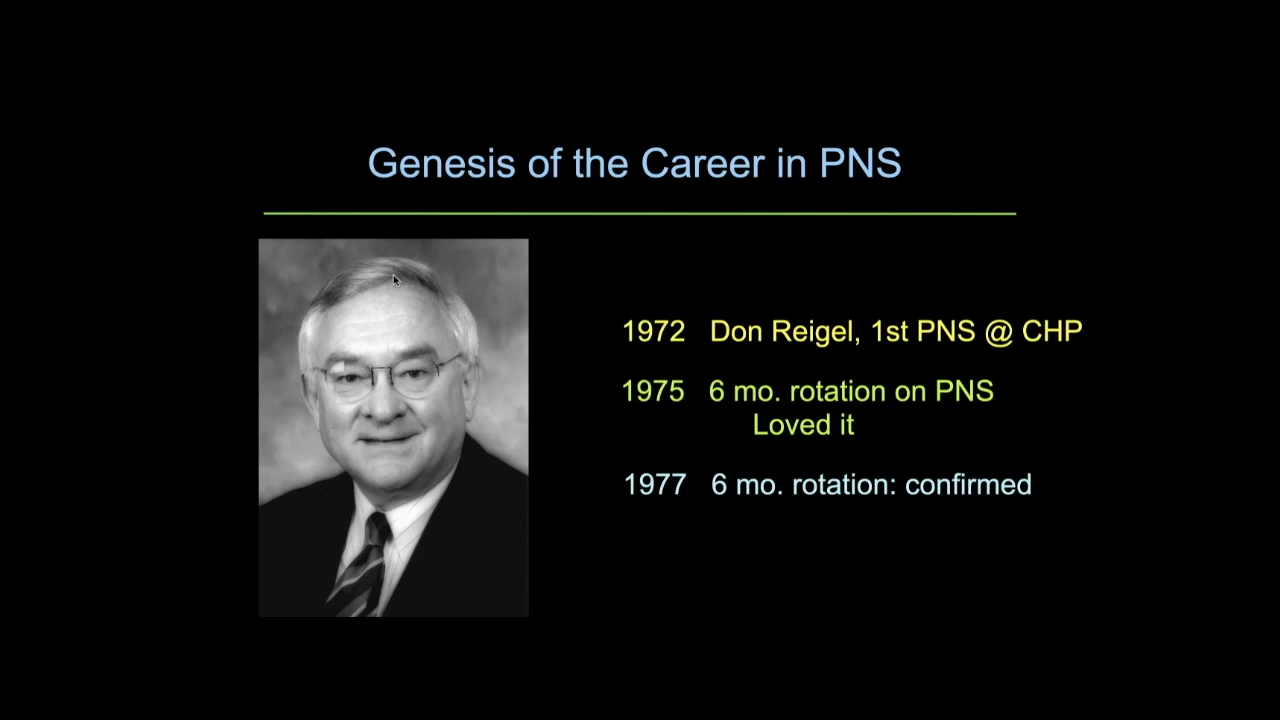 Genesis of the Career in PNS
1972 Don Reigel, 1st PNS @ CHP
1975 6 mo. rotation on PNS
Loved it
1977 6 mo. rotation: confirmed